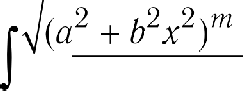 ∫√(a² + b²x²)ᵐ